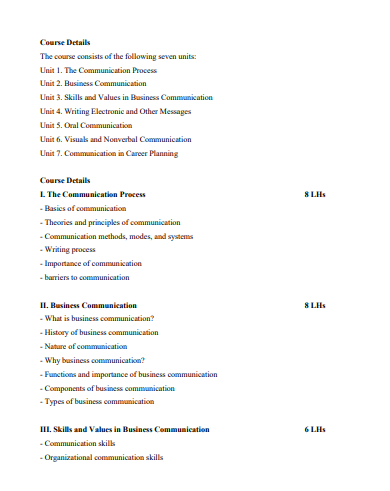 Course Details
The course consists of the following seven units:
Unit 1. The Communication Process
Unit 2. Business Communication
Unit 3. Skills and Values in Business Communication
Unit 4. Writing Electronic and Other Messages
Unit 5. Oral Communication
Unit 6. Visuals and Nonverbal Communication
Unit 7. Communication in Career Planning
Course Details
I. The Communication Process 8 LHs
- Basics of communication
- Theories and principles of communication
- Communication methods, modes, and systems
- Writing process
- Importance of communication
- barriers to communication
II. Business Communication 8 LHs
- What is business communication?
- History of business communication
- Nature of communication
- Why business communication?
- Functions and importance of business communication
- Components of business communication
- Types of business communication
III. Skills and Values in Business Communication 6 LHs
- Communication skills
- Organizational communication skills